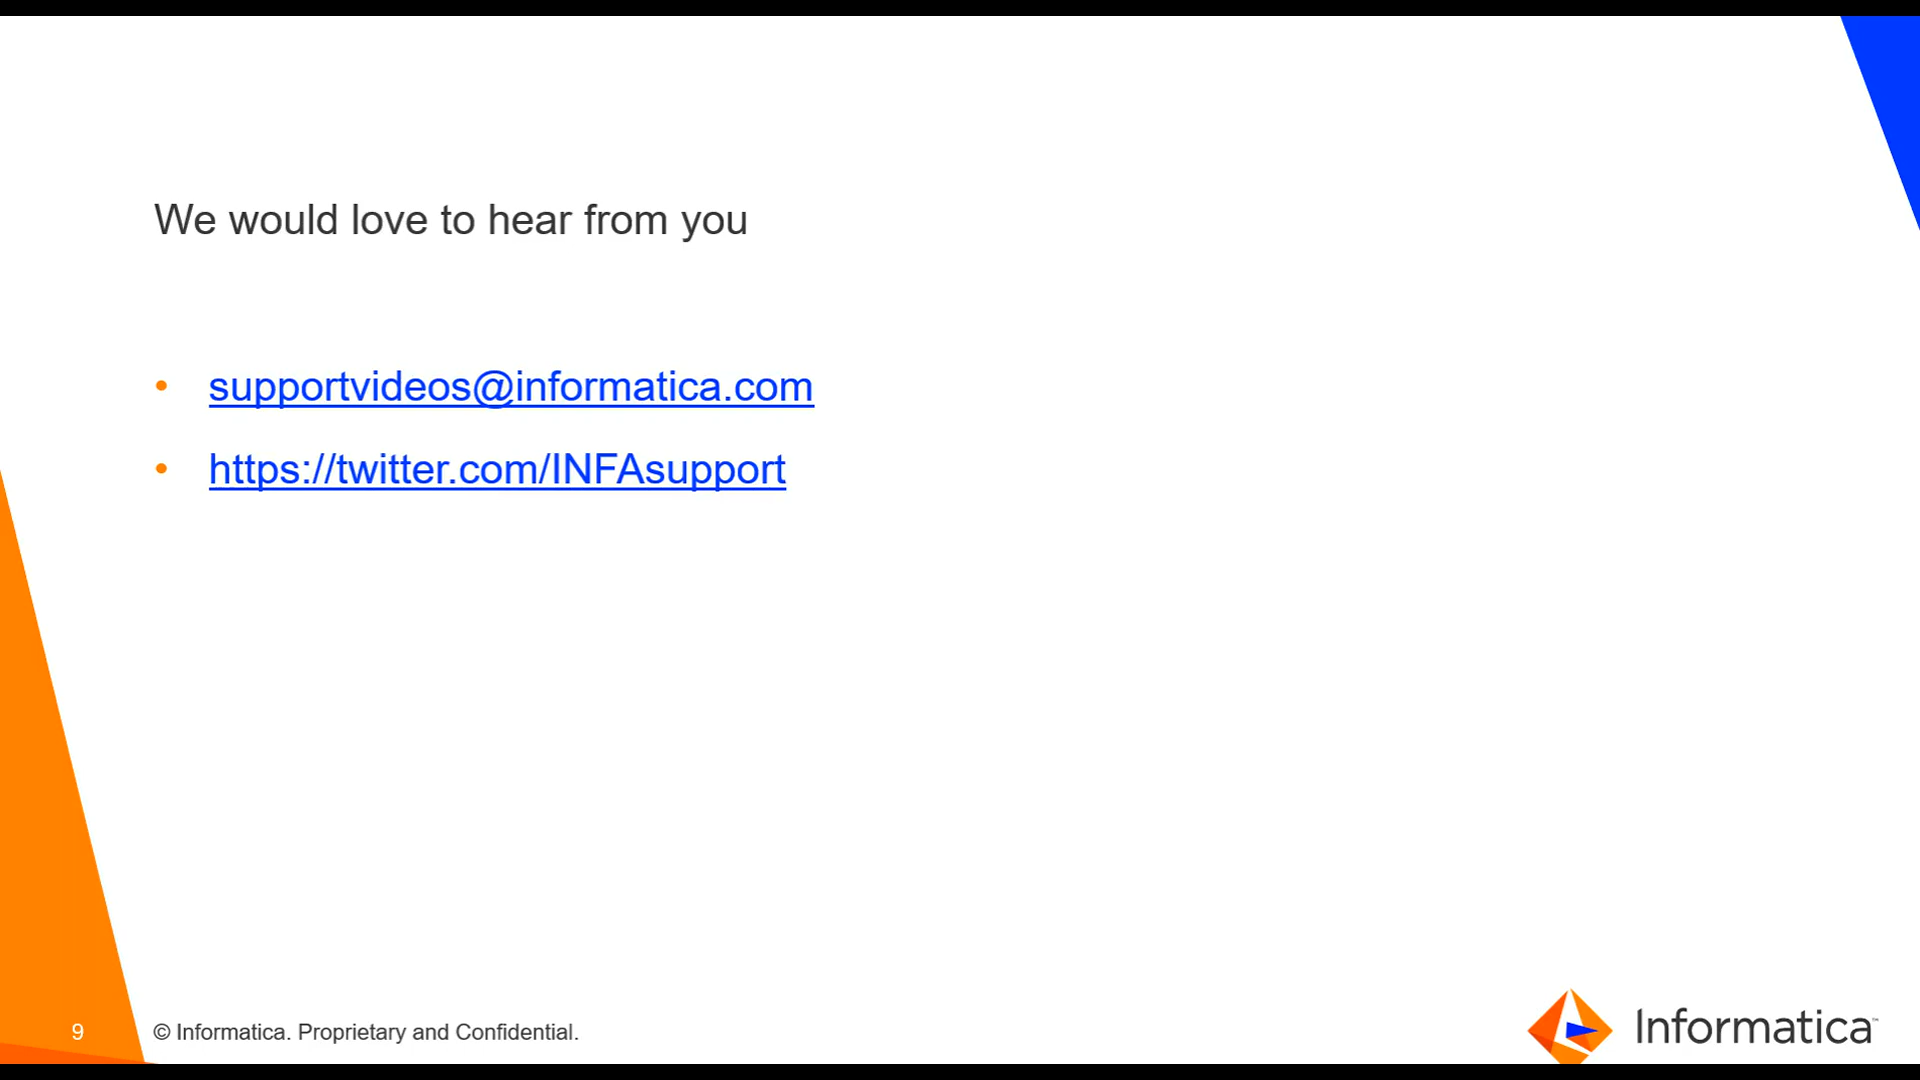 We would love to hear from you
• supportvideos@informatica.com
• https://twitter.com/INFAsupport
9 © Informatica. Proprietary and Confidential.
Informatica™